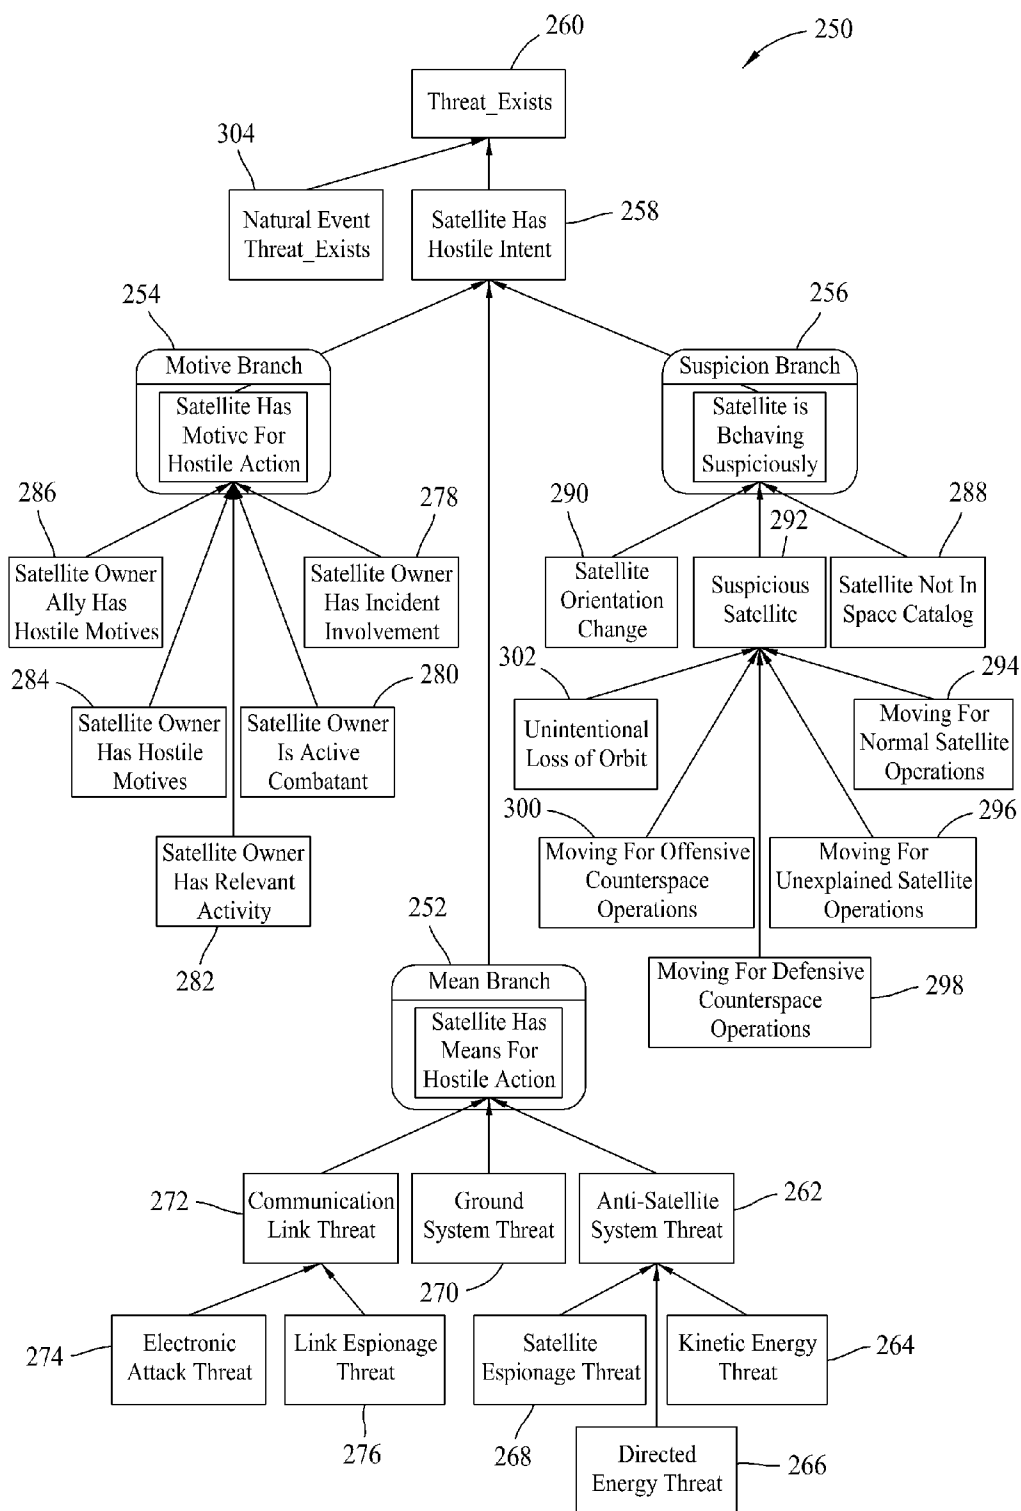 260
250
Threat_Exists
304
Natural Event
Threat_Exists
Satellite Has
Hostile Intent
258
254
256
Motive Branch
Satellite Has
Motive For
Hostile Action
Suspicion Branch
Satellite is
Behaving
Suspiciously
286
278
290
292
288
Satellite Owner
Ally Has
Hostile Motives
Satellite Owner
Has Incident
Involvement
Satellite
Orientation
Change
Suspicious
Satellite
Satellite Not In
Space Catalog
284
280
302
294
Satellite Owner
Has Hostile
Motives
Satellite Owner
Is Active
Combatant
Unintentional
Loss of Orbit
Moving For
Normal Satellite
Operations
300
296
Satellite Owner
Has Relevant
Activity
Moving For Offensive
Counterspace
Operations
Moving For
Unexplained Satellite
Operations
282
252
Mean Branch
Satellite Has
Means For
Hostile Action
Moving For Defensive
Counterspace
Operations
298
272
Communication
Link Threat
Ground
System Threat
Anti-Satellite
System Threat
262
270
274
Electronic
Attack Threat
Link Espionage
Threat
Satellite
Espionage Threat
Kinetic Energy
Threat
264
276
268
Directed
Energy Threat
266